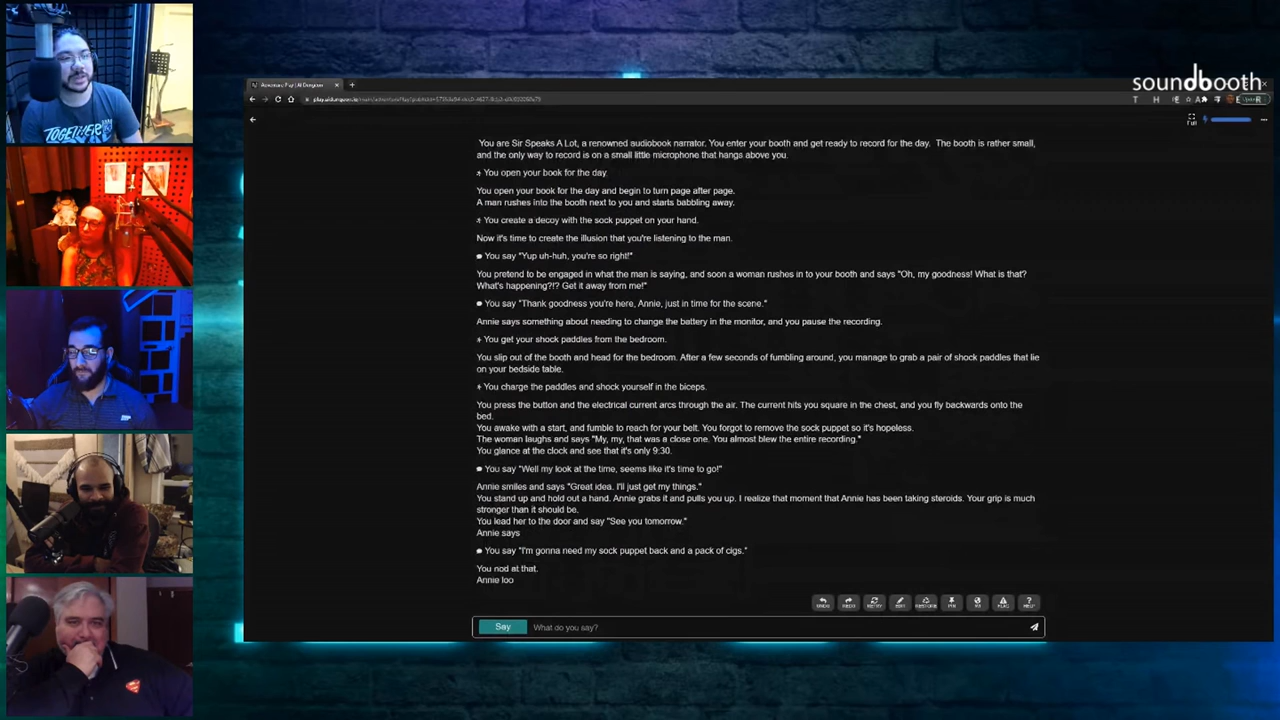 soundbooth
T H E
Adventure Play | AI Dungeon
You are Sir Speaks A Lot, a renowned audiobook narrator. You enter your booth and get ready to record for the day. The booth is rather small,
and the only way to record is on a small little microphone that hangs above you.
You open your book for the day.
You open your book for the day and begin to turn page after page.
A man rushes into the booth next to you and starts babbling away.
You create a decoy with the sock puppet on your hand.
Now it's time to create the illusion that you're listening to the man.
You say "Yup uh-huh, you're so right!"
You pretend to be engaged in what the man is saying, and soon a woman rushes in to your booth and says "Oh, my goodness! What is that?
What's happening?!? Get it away from me!"
You say "Thank goodness you're here, Annie, just in time for the scene."
Annie says something about needing to change the battery in the monitor, and you pause the recording.
You get your shock paddles from the bedroom.
You slip out of the booth and head for the bedroom. After a few seconds of fumbling around, you manage to grab a pair of shock paddles that lie
on your bedside table.
You charge the paddles and shock yourself in the biceps.
You press the button and the electrical current arcs through the air. The current hits you square in the chest, and you fly backwards onto the
bed.
You awake with a start, and fumble to reach for your belt. You forgot to remove the sock puppet so it's hopeless.
The woman laughs and says "My, my, that was a close one. You almost blew the entire recording."
You glance at the clock and see that it's only 9:30.
You say "Well my look at the time, seems like it's time to go!"
Annie smiles and says "Great idea. I'll just get my things."
You stand up and hold out a hand. Annie grabs it and pulls you up. I realize that moment that Annie has been taking steroids. Your grip is much
stronger than it should be.
You lead her to the door and say "See you tomorrow."
Annie says
You say "I'm gonna need my sock puppet back and a pack of cigs."
You nod at that.
Annie loo
UNDO REDO RETRY EDIT PIN FLAG HELP
Say What do you say?
TOGETHER